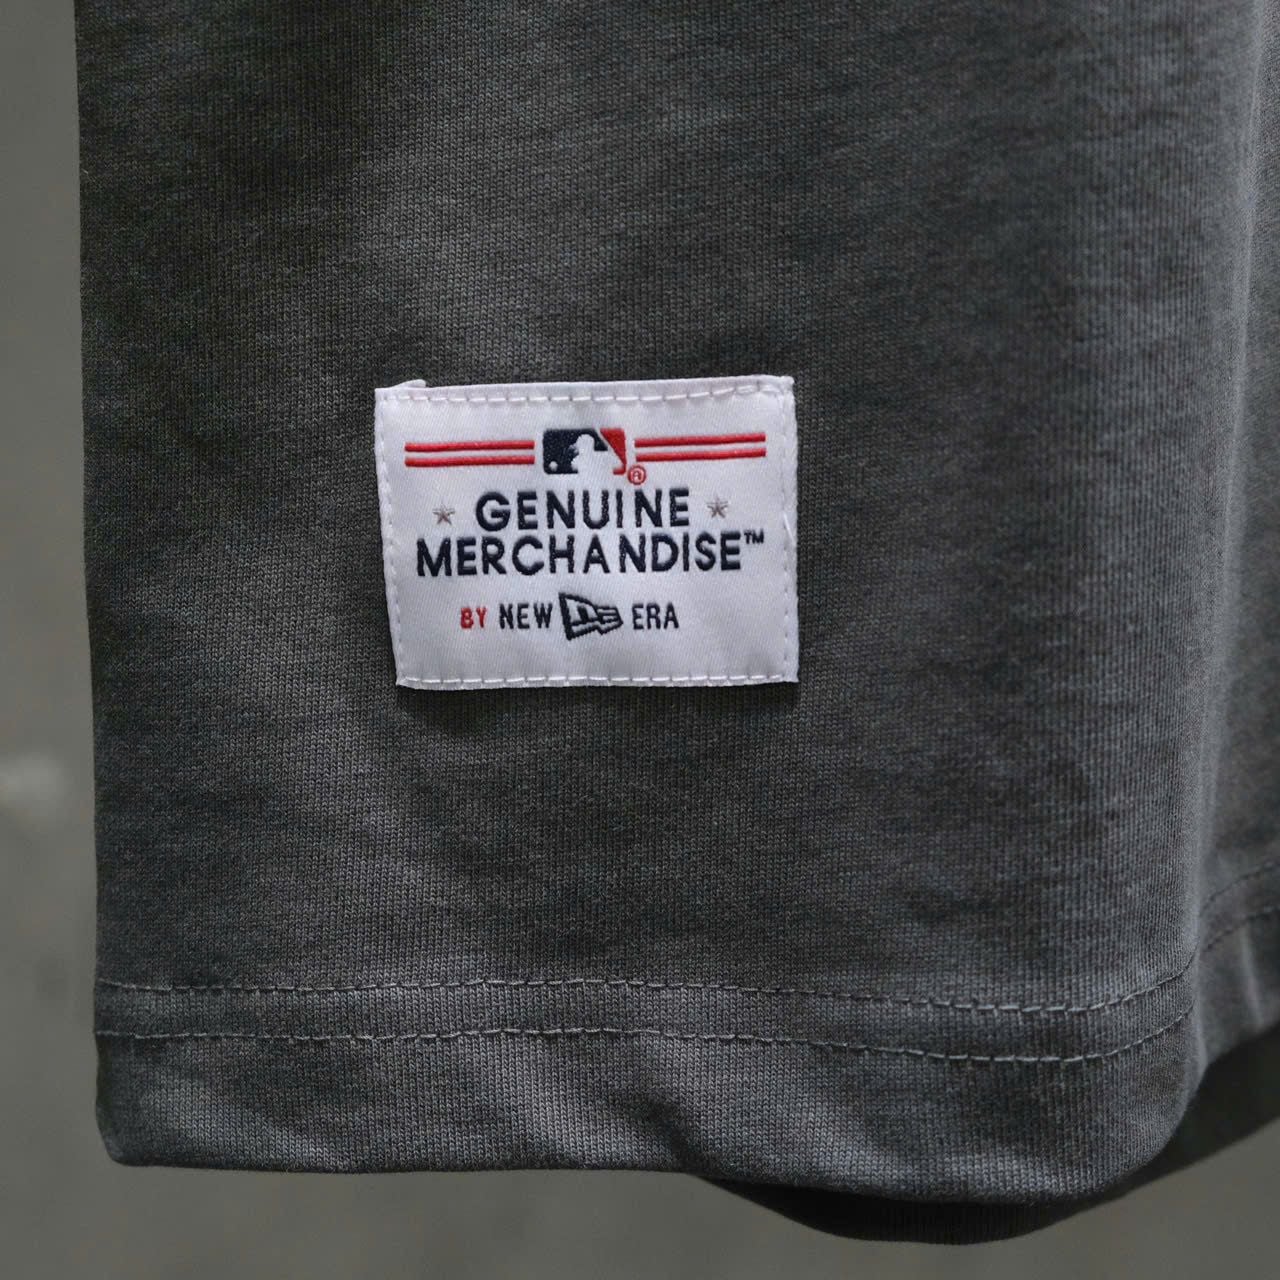 ®
GENUINE
MERCHANDISE™
BY NEW ERA